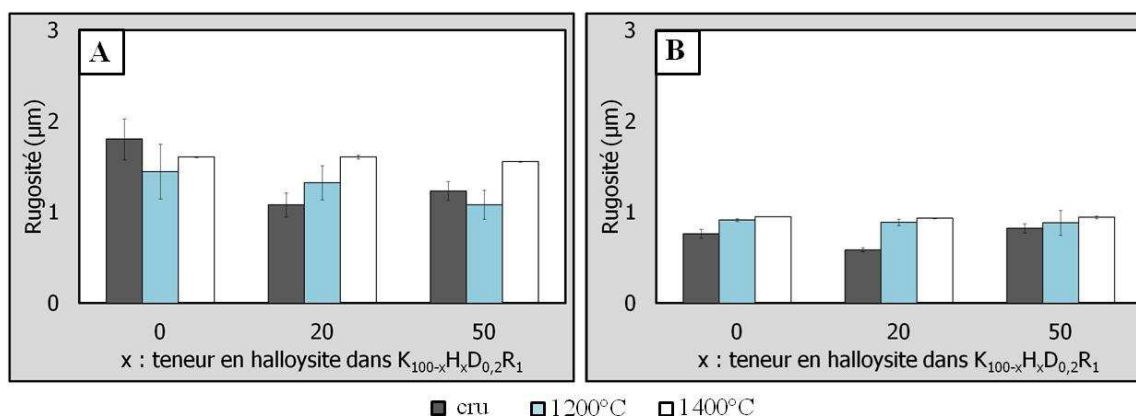 A
Rugosité (µm)
3
2
1
0
0 20 50
x : teneur en halloysite dans K₁₀₀₋ₓHₓD₀,₂R₁
B
Rugosité (µm)
3
2
1
0
0 20 50
x : teneur en halloysite dans K₁₀₀₋ₓHₓD₀,₂R₁
cru 1200°C 1400°C